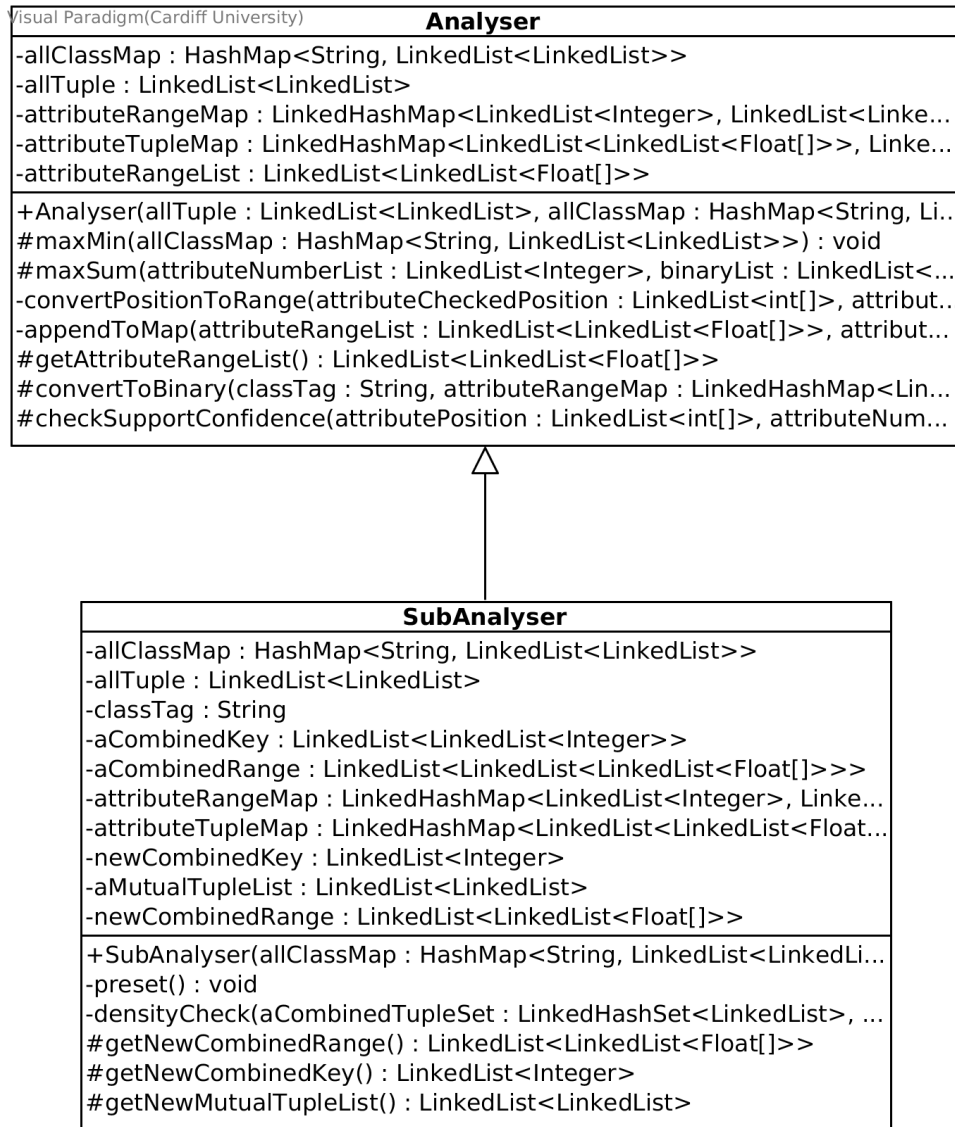 Visual Paradigm(Cardiff University)
Analyser
-allClassMap : HashMap<String, LinkedList<LinkedList>>
-allTuple : LinkedList<LinkedList>
-attributeRangeMap : LinkedHashMap<LinkedList<Integer>, LinkedList<Linke...
-attributeTupleMap : LinkedHashMap<LinkedList<LinkedList<Float[]>>, Linke...
-attributeRangeList : LinkedList<LinkedList<Float[]>>
+Analyser(allTuple : LinkedList<LinkedList>, allClassMap : HashMap<String, Li...
#maxMin(allClassMap : HashMap<String, LinkedList<LinkedList>>) : void
#maxSum(attributeNumberList : LinkedList<Integer>, binaryList : LinkedList<...
-convertPositionToRange(attributeCheckedPosition : LinkedList<int[]>, attribut...
-appendToMap(attributeRangeList : LinkedList<LinkedList<Float[]>>, attribut...
#getAttributeRangeList() : LinkedList<LinkedList<Float[]>>
#convertToBinary(classTag : String, attributeRangeMap : LinkedHashMap<Lin...
#checkSupportConfidence(attributePosition : LinkedList<int[]>, attributeNum...
SubAnalyser
-allClassMap : HashMap<String, LinkedList<LinkedList>>
-allTuple : LinkedList<LinkedList>
-classTag : String
-aCombinedKey : LinkedList<LinkedList<Integer>>
-aCombinedRange : LinkedList<LinkedList<LinkedList<Float[]>>>
-attributeRangeMap : LinkedHashMap<LinkedList<Integer>, Linke...
-attributeTupleMap : LinkedHashMap<LinkedList<LinkedList<Float...
-newCombinedKey : LinkedList<Integer>
-aMutualTupleList : LinkedList<LinkedList>
-newCombinedRange : LinkedList<LinkedList<Float[]>>
+SubAnalyser(allClassMap : HashMap<String, LinkedList<LinkedLi...
-preset() : void
-densityCheck(aCombinedTupleSet : LinkedHashSet<LinkedList>, ...
#getNewCombinedRange() : LinkedList<LinkedList<Float[]>>
#getNewCombinedKey() : LinkedList<Integer>
#getNewMutualTupleList() : LinkedList<LinkedList>